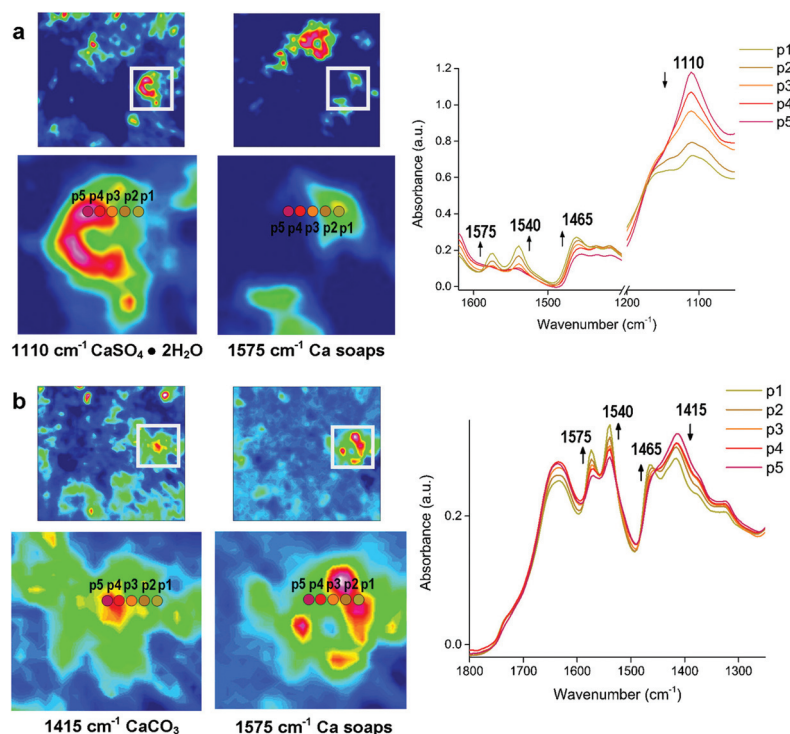 a
p5 p4 p3 p2 p1
1110 cm⁻¹ CaSO₄ • 2H₂O
p5 p4 p3 p2 p1
1575 cm⁻¹ Ca soaps
Absorbance (a.u.)
1.2
1.0
0.8
0.6
0.4
0.2
0.0
1575
1540
1465
1110
1600
1500
1200
1100
Wavenumber (cm⁻¹)
p1
p2
p3
p4
p5
b
p5 p4 p3 p2 p1
1415 cm⁻¹ CaCO₃
p5 p4 p3 p2 p1
1575 cm⁻¹ Ca soaps
Absorbance (a.u.)
0.2
0.0
1575
1540
1465
1415
1800
1700
1600
1500
1400
1300
Wavenumber (cm⁻¹)
p1
p2
p3
p4
p5